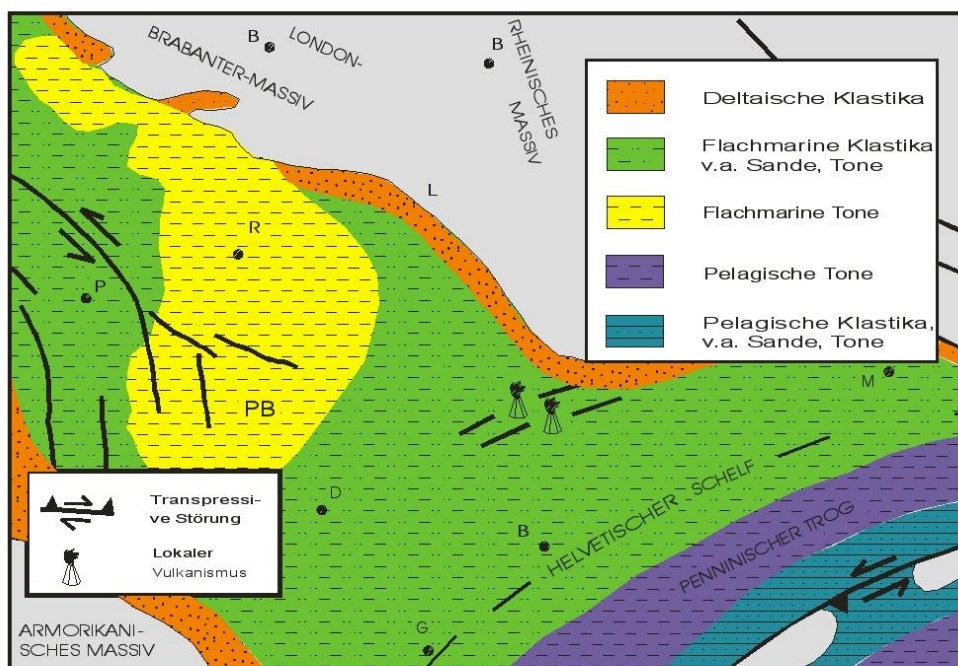 B
LONDON-
BRABANTER-MASSIV
B
RHEINISCHES
MASSIV
Deltaische Klastika
Flachmarine Klastika
v.a. Sande, Tone
Flachmarine Tone
Pelagische Tone
Pelagische Klastika,
v.a. Sande, Tone
L
R
P
M
PB
Transpressi-
ve Störung
Lokaler
Vulkanismus
D
B
HELVETISCHER SCHELF
PENNINISCHER TROG
G
ARMORIKANI-
SCHES MASSIV